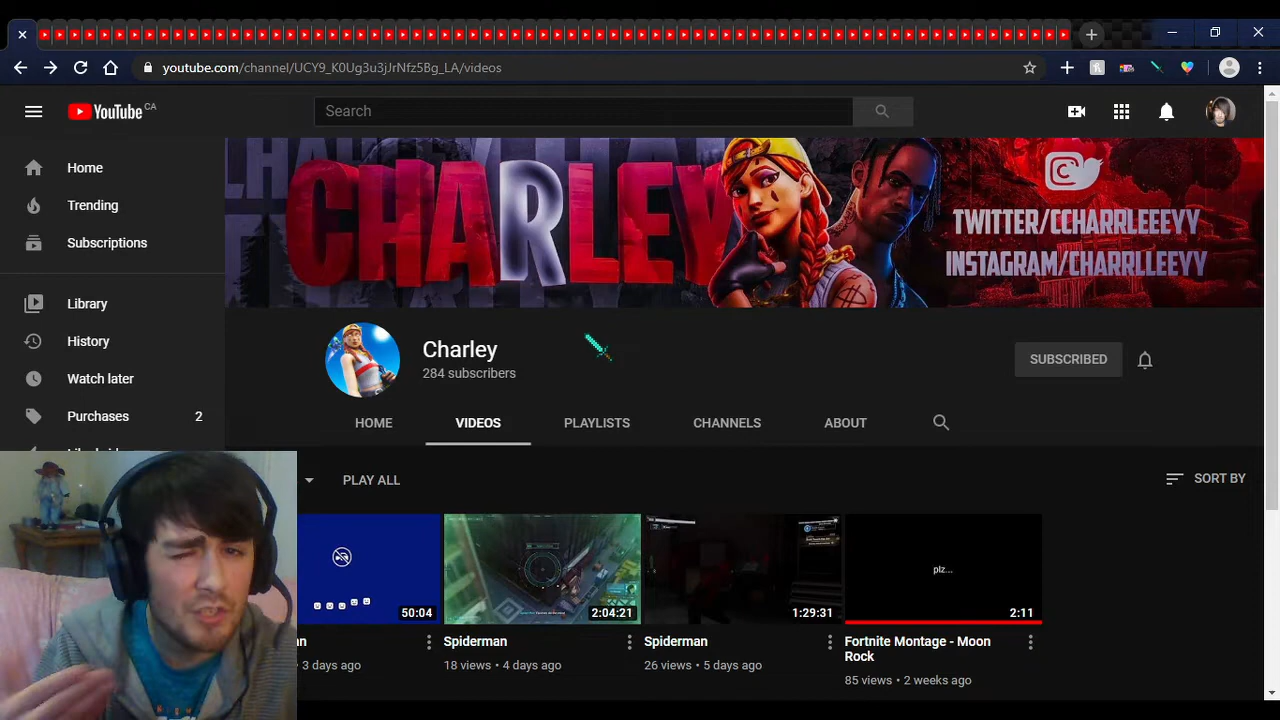 youtube.com/channel/UCY9_K0Ug3u3jJrNfz5Bg_LA/videos
YouTube CA
Search
Home
Trending
Subscriptions
Library
History
Watch later
Purchases 2
CHARLEY
TWITTER/CCHARRLEEEYY
INSTAGRAM/CHARRLLEEYY
Charley
284 subscribers
SUBSCRIBED
HOME VIDEOS PLAYLISTS CHANNELS ABOUT
PLAY ALL
SORT BY
50:04
2:04:21
1:29:31
plz...
2:11
Spiderman
18 views • 4 days ago
Spiderman
26 views • 5 days ago
Fortnite Montage - Moon
Rock
85 views • 2 weeks ago
3 days ago